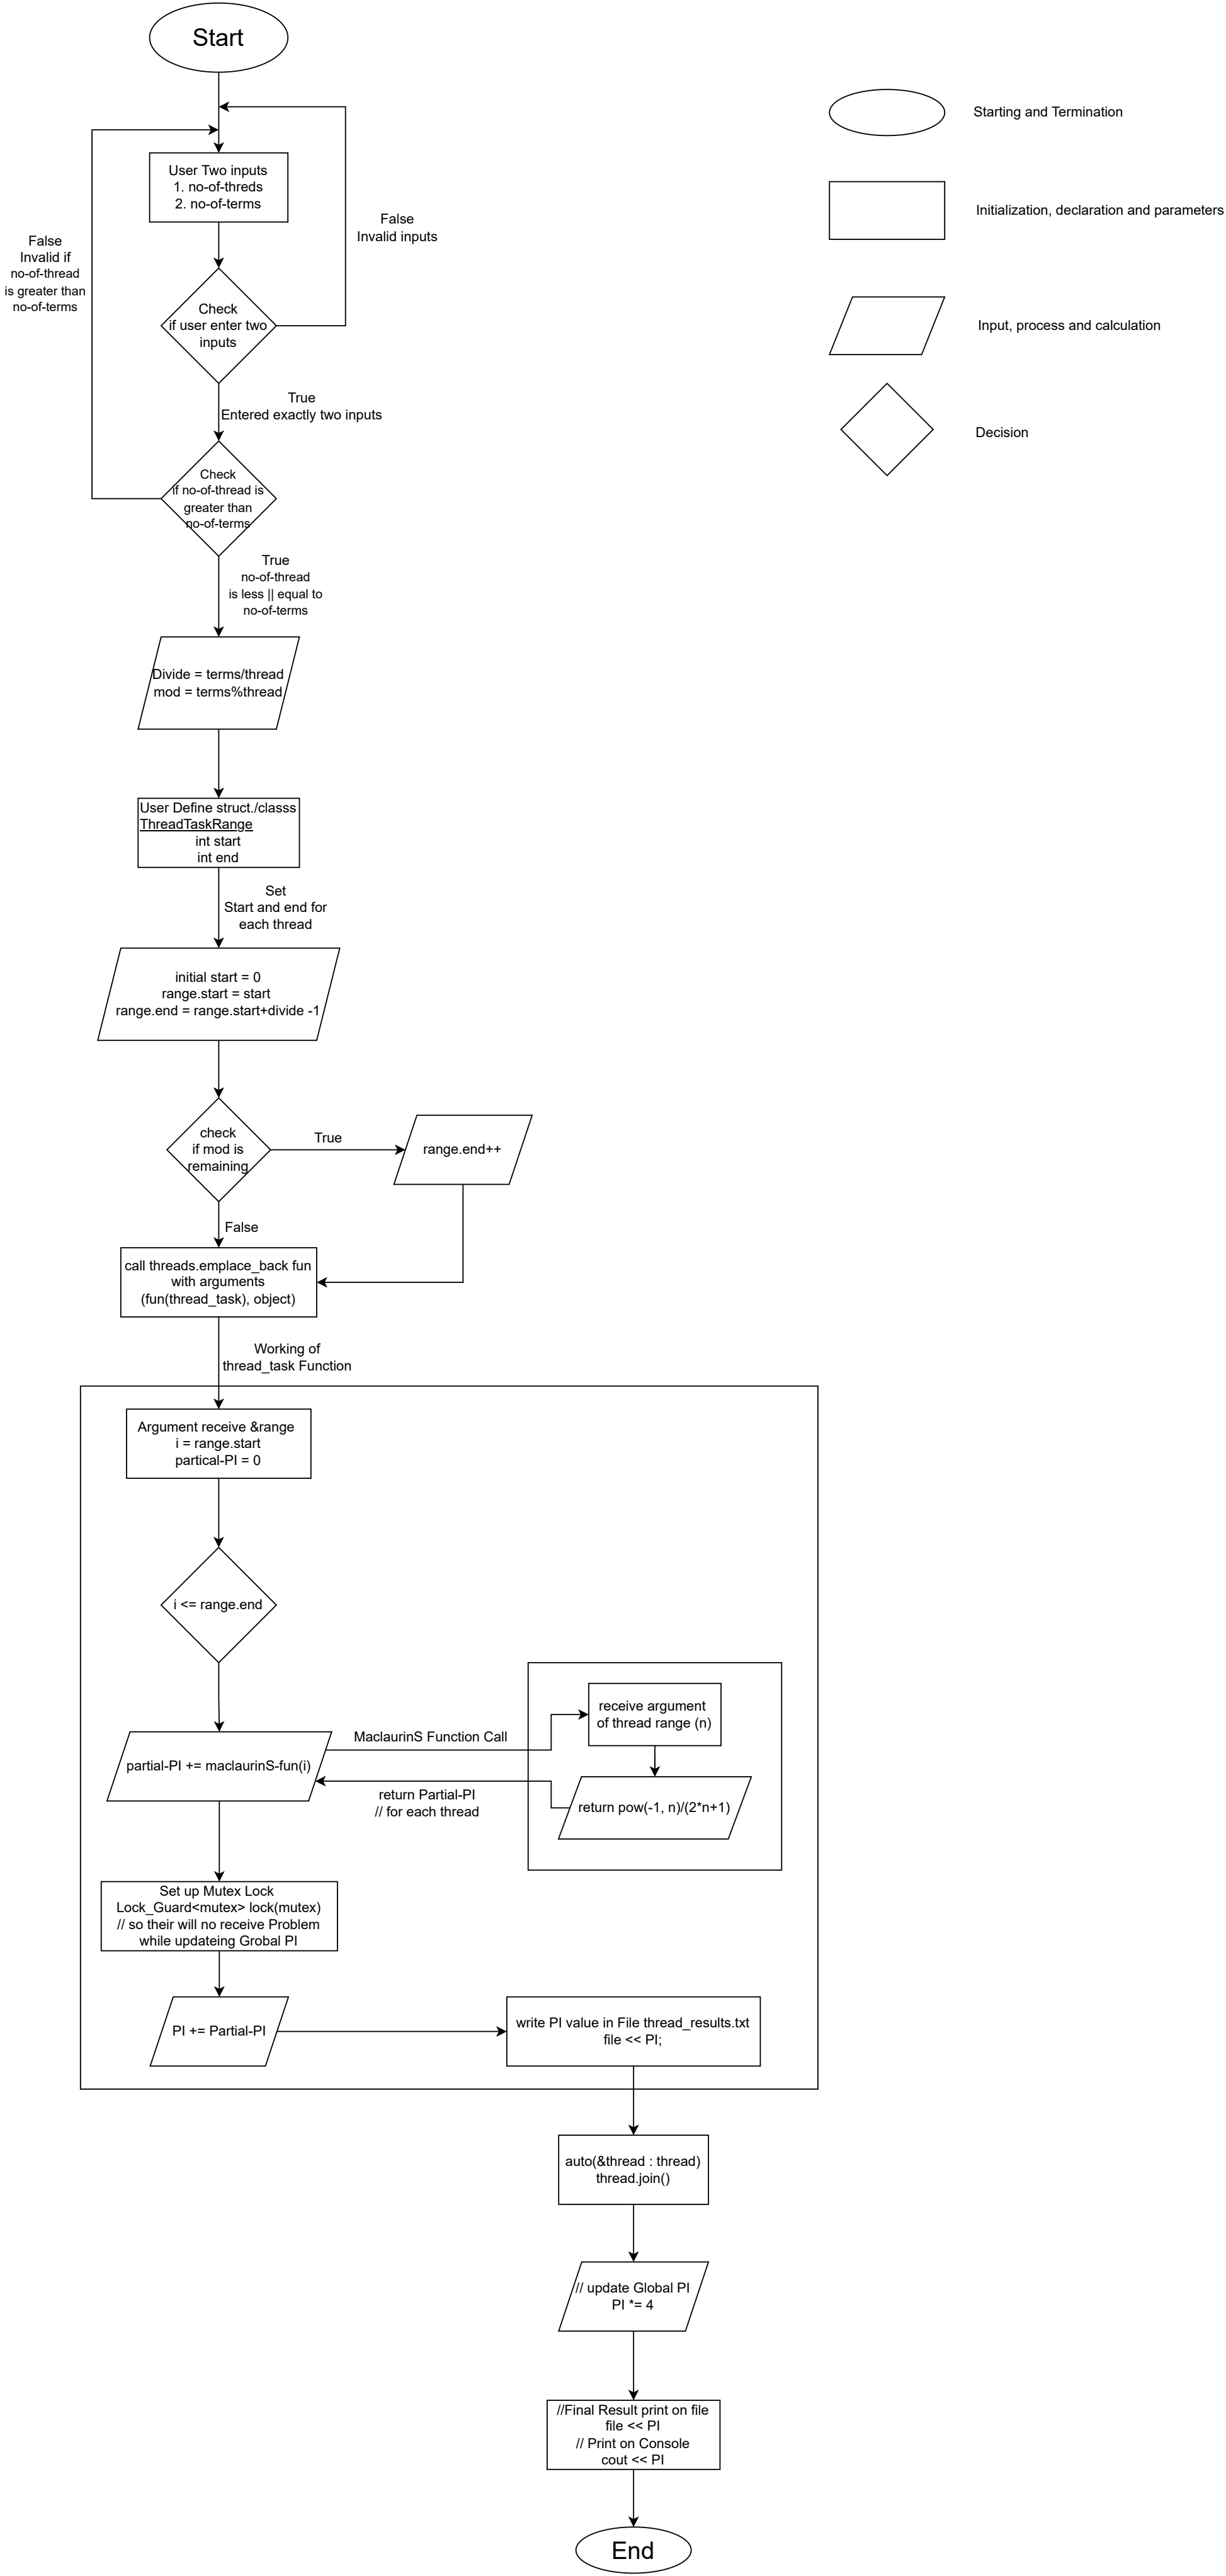 Start
User Two inputs
1. no-of-threds
2. no-of-terms
False
Invalid inputs
False
Invalid if
no-of-thread
is greater than
no-of-terms
Check
if user enter two
inputs
True
Entered exactly two inputs
Check
if no-of-thread is
greater than
no-of-terms
True
no-of-thread
is less || equal to
no-of-terms
Divide = terms/thread
mod = terms%thread
User Define struct./classs
ThreadTaskRange
int start
int end
Set
Start and end for
each thread
initial start = 0
range.start = start
range.end = range.start+divide -1
check
if mod is
remaining
True
range.end++
False
call threads.emplace_back fun
with arguments
(fun(thread_task), object)
Working of
thread_task Function
Argument receive &range
i = range.start
partical-PI = 0
i <= range.end
partial-PI += maclaurinS-fun(i)
MaclaurinS Function Call
receive argument
of thread range (n)
return pow(-1, n)/(2*n+1)
return Partial-PI
// for each thread
Set up Mutex Lock
Lock_Guard<mutex> lock(mutex)
// so their will no receive Problem
while updateing Grobal PI
PI += Partial-PI
write PI value in File thread_results.txt
file << PI;
auto(&thread : thread)
thread.join()
// update Global PI
PI *= 4
//Final Result print on file
file << PI
// Print on Console
cout << PI
End
Starting and Termination
Initialization, declaration and parameters
Input, process and calculation
Decision